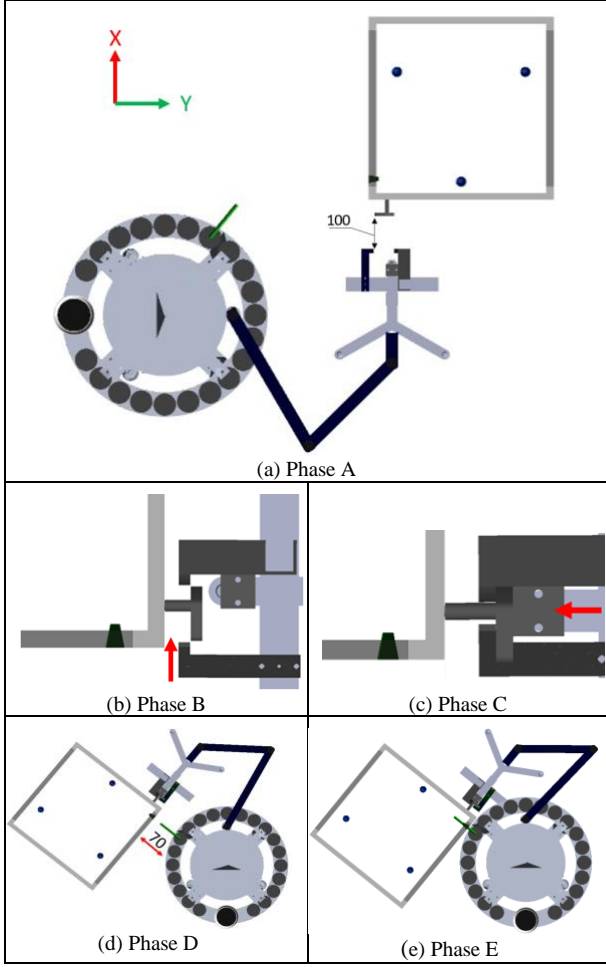 X
Y
100
(a) Phase A
(b) Phase B
(c) Phase C
70
(d) Phase D
(e) Phase E